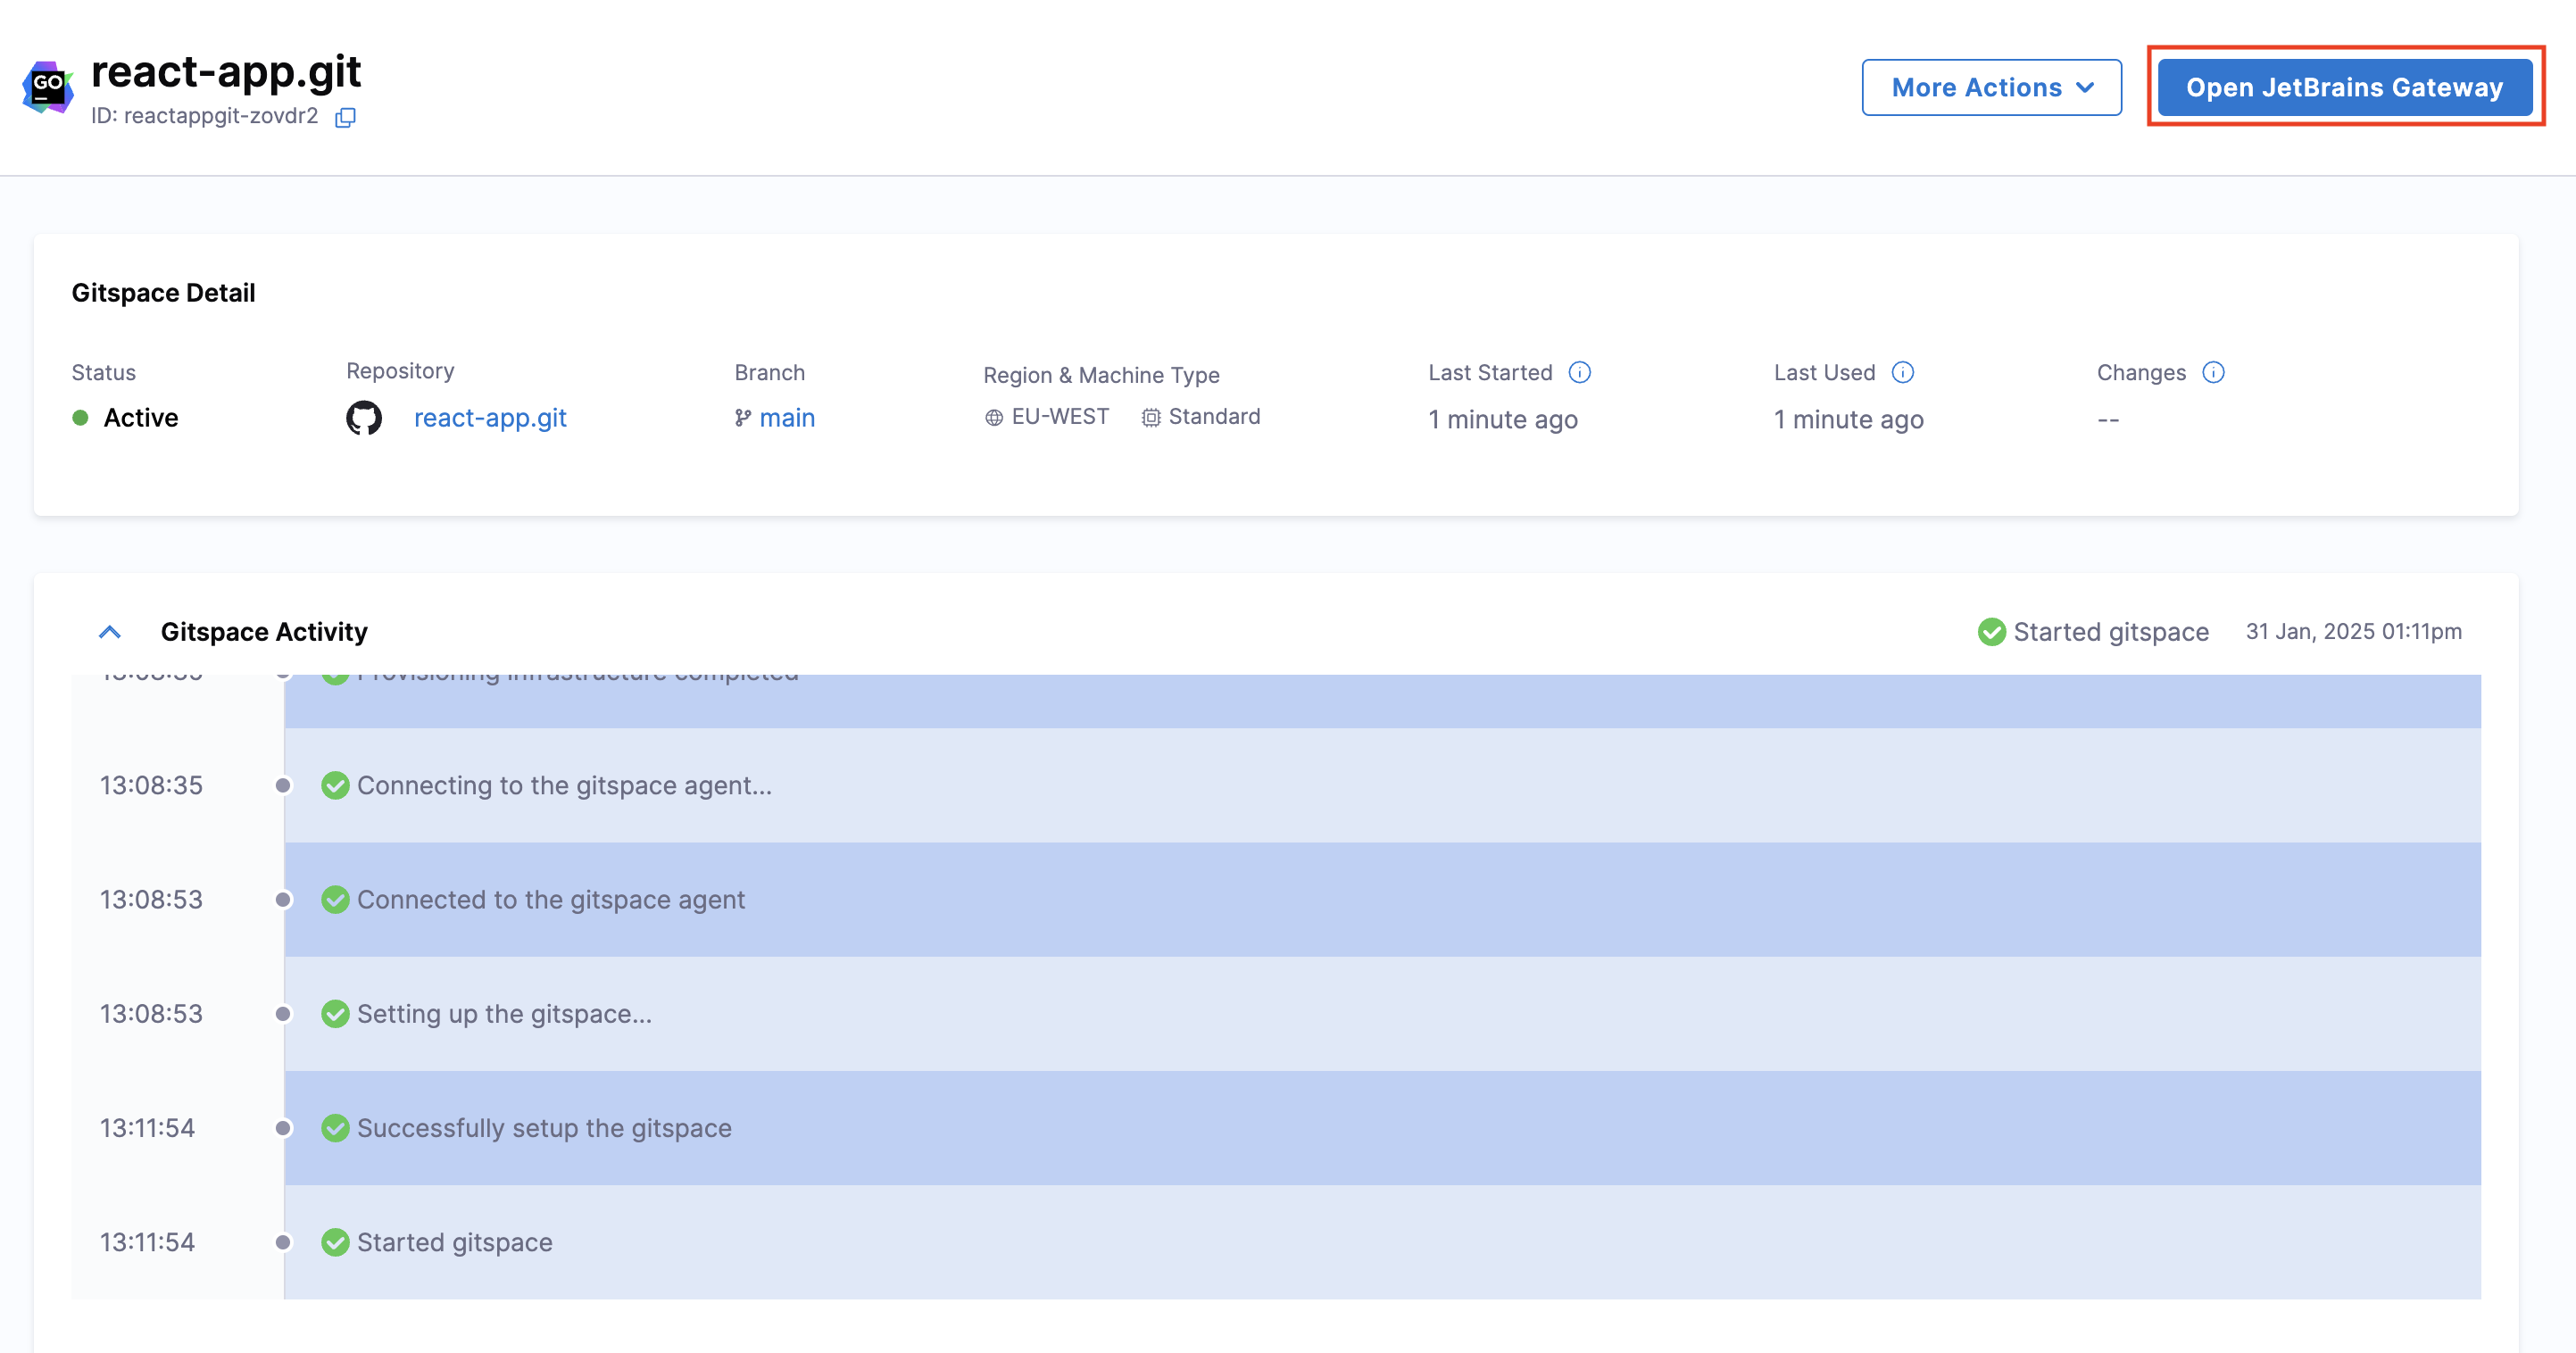 GO
react-app.git
ID: reactappgit-zovdr2
More Actions
Open JetBrains Gateway
Gitspace Detail
Status
Repository
Branch
Region & Machine Type
Last Started
Last Used
Changes
Active
react-app.git
main
EU-WEST
Standard
1 minute ago
1 minute ago
--
Gitspace Activity
Started gitspace
31 Jan, 2025 01:11pm
Provisioning infrastructure completed
13:08:35
Connecting to the gitspace agent...
13:08:53
Connected to the gitspace agent
13:08:53
Setting up the gitspace...
13:11:54
Successfully setup the gitspace
13:11:54
Started gitspace